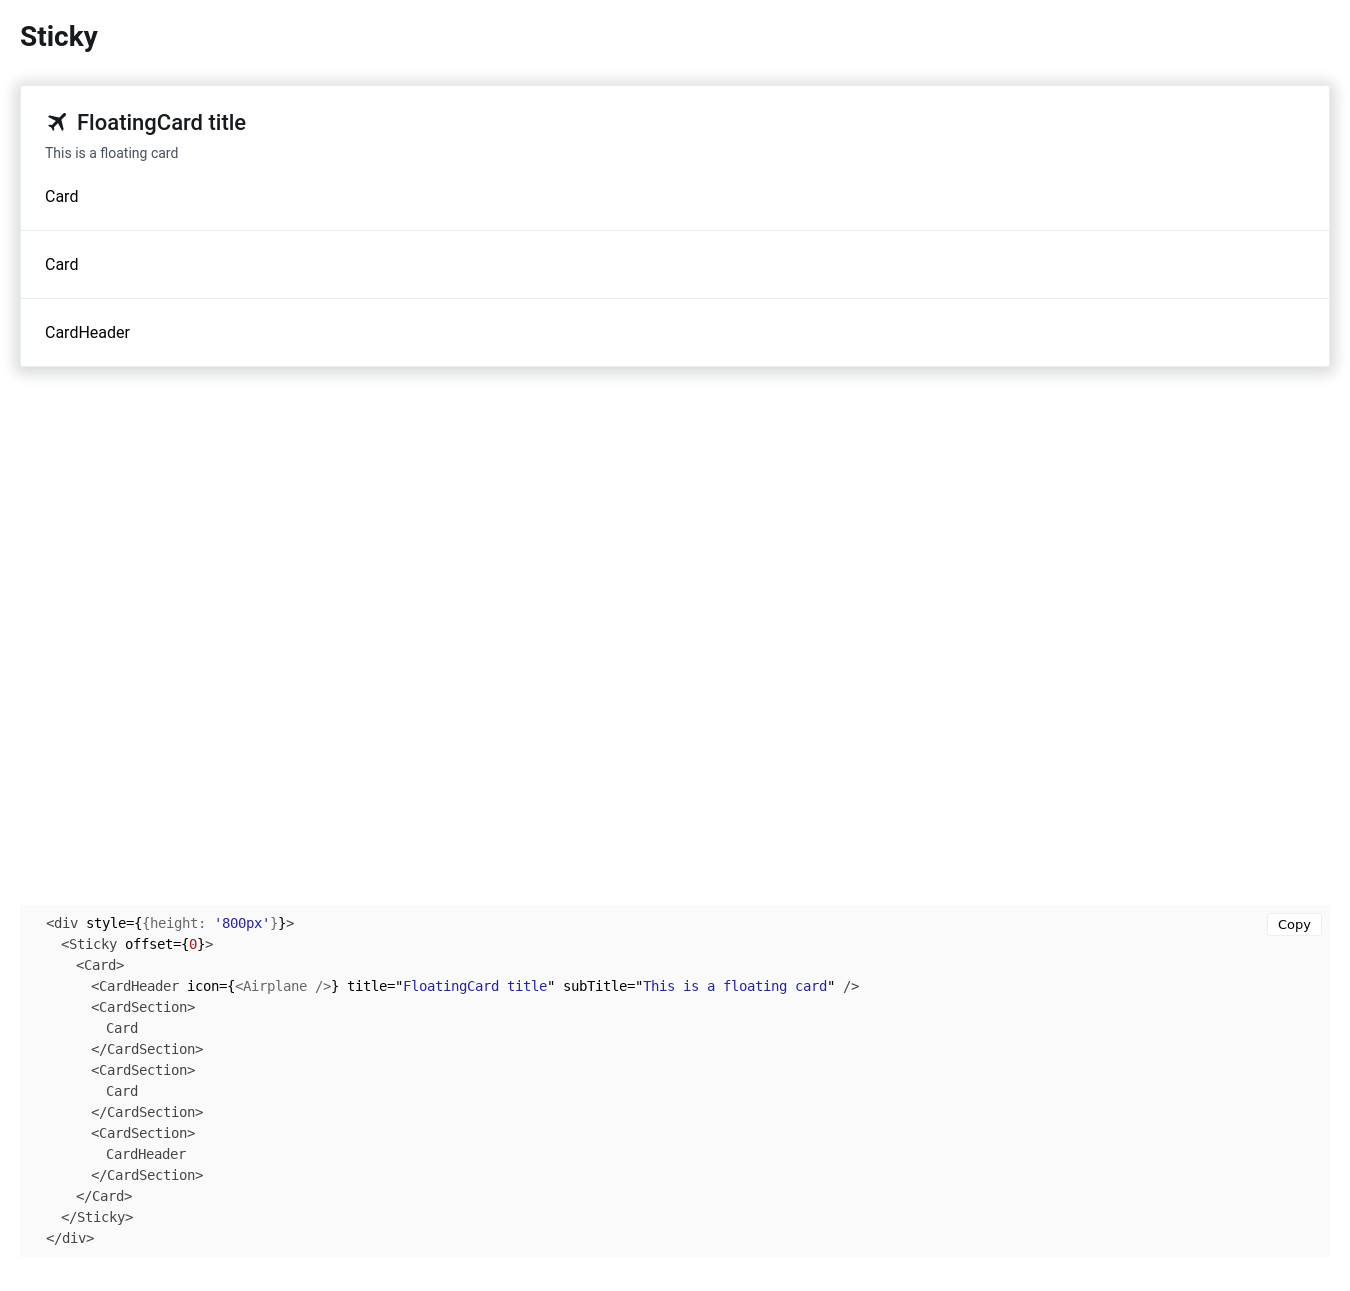 Sticky
FloatingCard title
This is a floating card
Card
Card
CardHeader
<div style={{height: '800px'}}>
Copy
<Sticky offset={0}>
<Card>
<CardHeader icon={<Airplane />} title="FloatingCard title" subTitle="This is a floating card" />
<CardSection>
Card
</CardSection>
<CardSection>
Card
</CardSection>
<CardSection>
CardHeader
</CardSection>
</Card>
</Sticky>
</div>